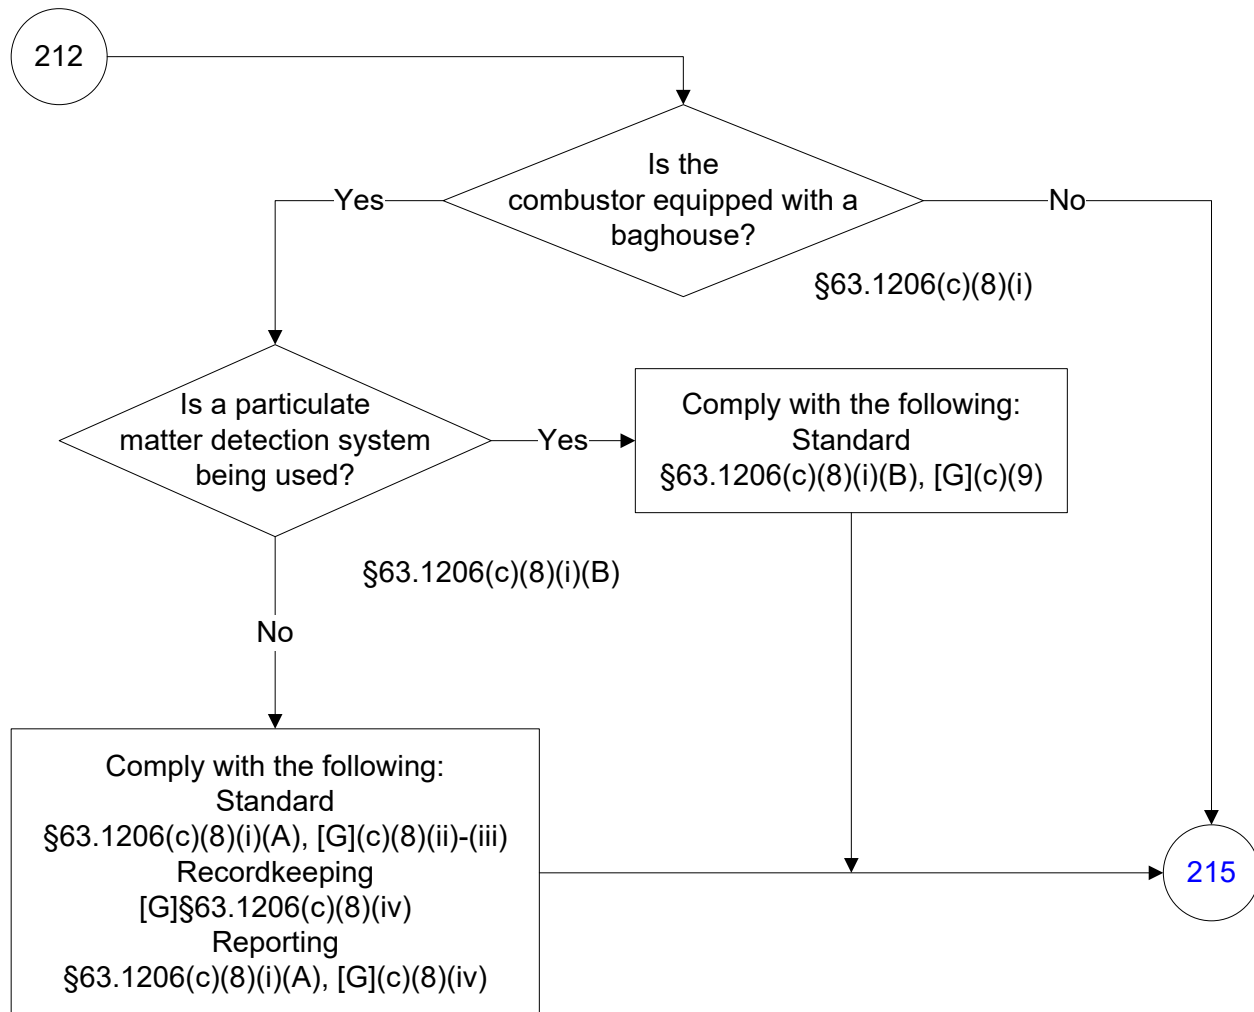 212
Is the
combustor equipped with a
baghouse?
Yes
No
§63.1206(c)(8)(i)
Is a particulate
matter detection system
being used?
Yes
Comply with the following:
Standard
§63.1206(c)(8)(i)(B), [G](c)(9)
§63.1206(c)(8)(i)(B)
No
Comply with the following:
Standard
§63.1206(c)(8)(i)(A), [G](c)(8)(ii)-(iii)
Recordkeeping
[G]§63.1206(c)(8)(iv)
Reporting
§63.1206(c)(8)(i)(A), [G](c)(8)(iv)
215